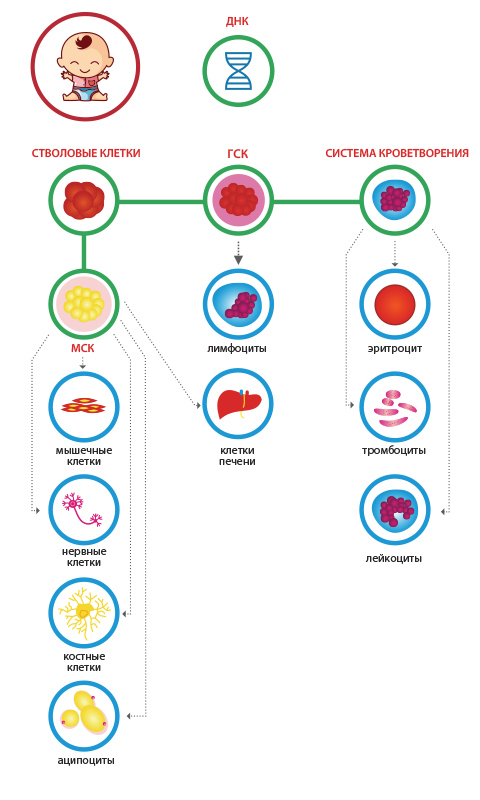 ДНК
СТВОЛОВЫЕ КЛЕТКИ
ГСК
СИСТЕМА КРОВЕТВОРЕНИЯ
МСК
лимфоциты
эритроцит
мышечные
клетки
клетки
печени
тромбоциты
нервные
клетки
лейкоциты
костные
клетки
аципоциты